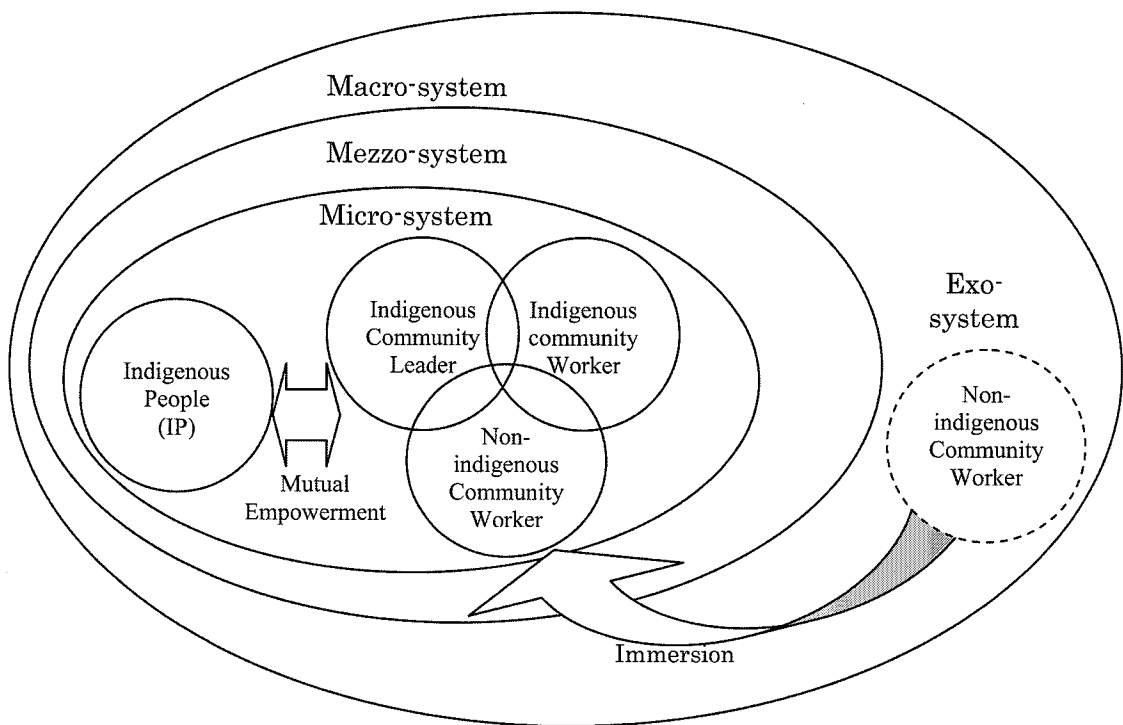 Macro-system
Mezzo-system
Micro-system
Indigenous
People
(IP)
Mutual
Empowerment
Indigenous
Community
Leader
Indigenous
community
Worker
Non-
indigenous
Community
Worker
Exo-
system
Non-
indigenous
Community
Worker
Immersion